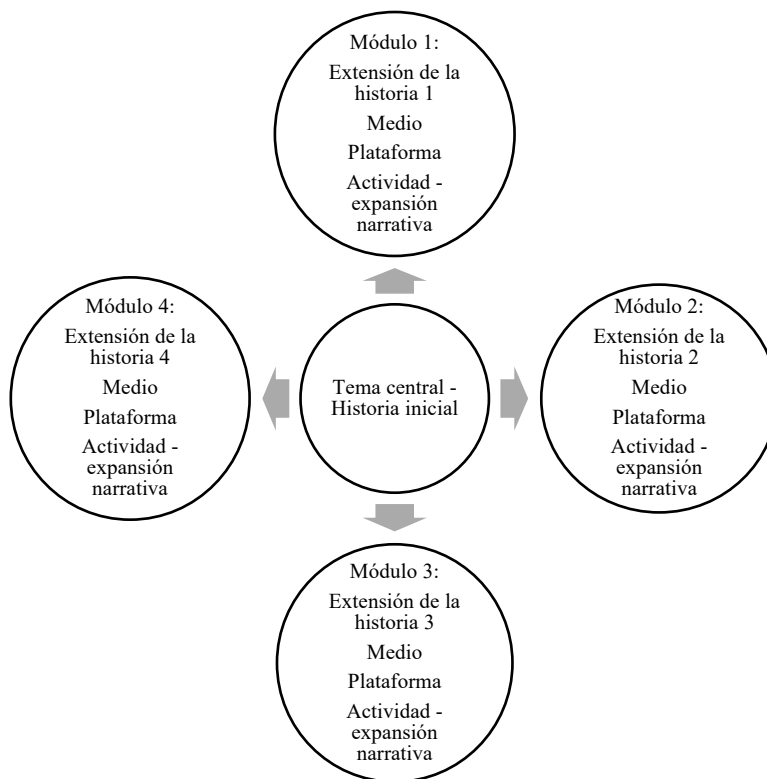 Módulo 1:
Extensión de la
historia 1
Medio
Plataforma
Actividad -
expansión
narrativa
Módulo 4:
Extensión de la
historia 4
Medio
Plataforma
Actividad -
expansión
narrativa
Tema central -
Historia inicial
Módulo 2:
Extensión de la
historia 2
Medio
Plataforma
Actividad -
expansión
narrativa
Módulo 3:
Extensión de la
historia 3
Medio
Plataforma
Actividad -
expansión
narrativa